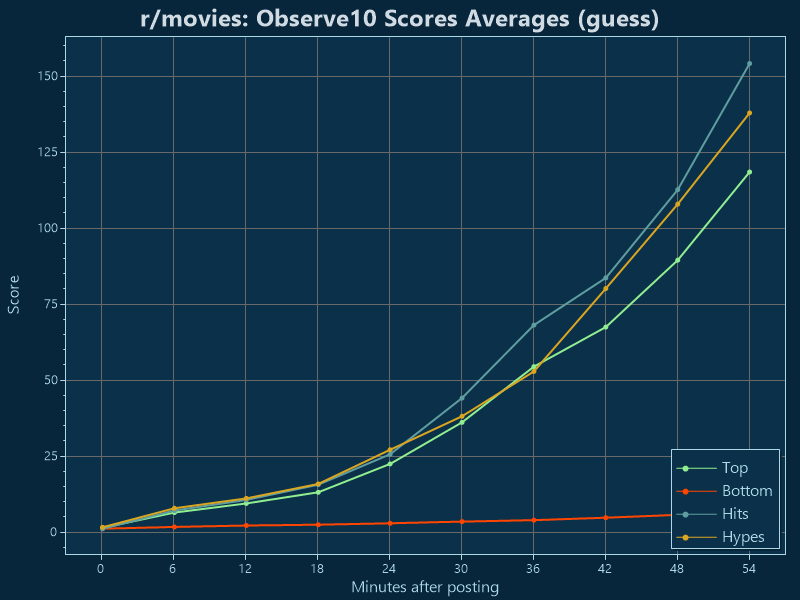 r/movies: Observe10 Scores Averages (guess)
150
125
100
75
50
25
0
Score
Top
Bottom
Hits
Hypes
0 6 12 18 24 30 36 42 48 54
Minutes after posting